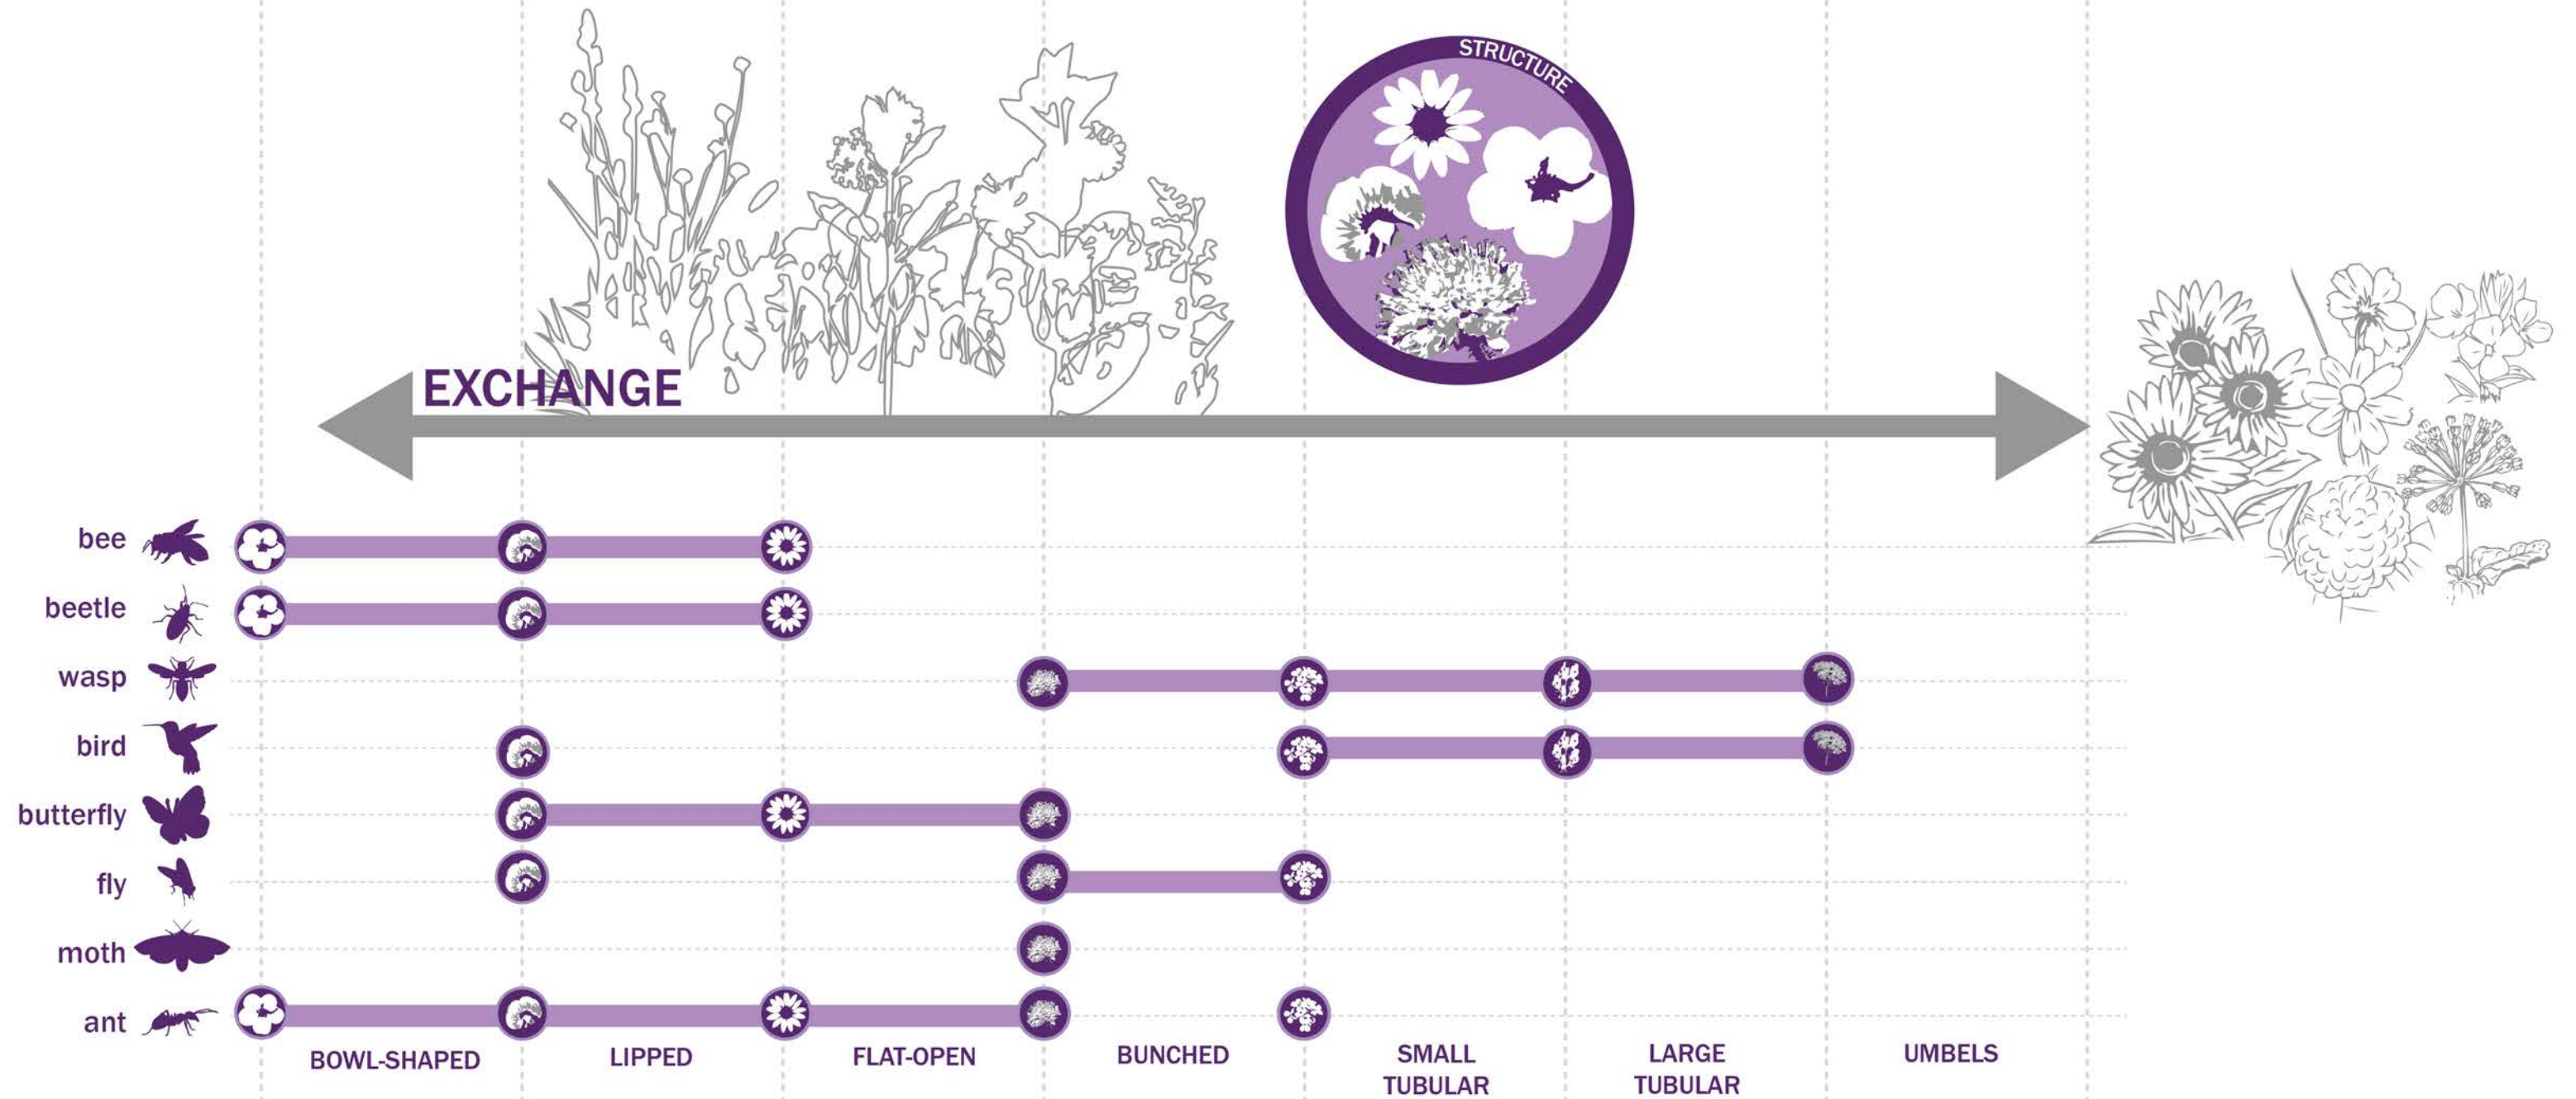 STRUCTURE
EXCHANGE
bee
beetle
wasp
bird
butterfly
fly
moth
ant
BOWL-SHAPED
LIPPED
FLAT-OPEN
BUNCHED
SMALL
TUBULAR
LARGE
TUBULAR
UMBELS